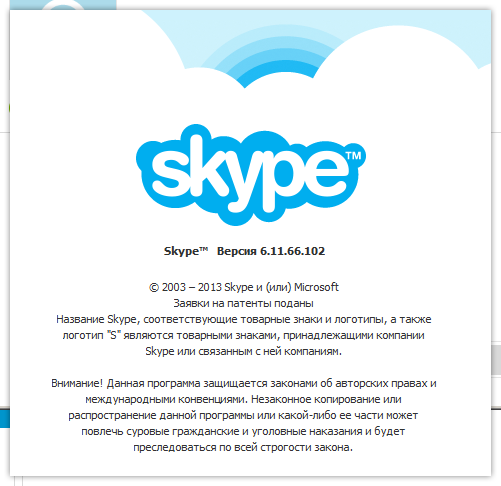 skype™
Skype™ Версия 6.11.66.102
© 2003 – 2013 Skype и (или) Microsoft
Заявки на патенты поданы
Название Skype, соответствующие товарные знаки и логотипы, а также
логотип "S" являются товарными знаками, принадлежащими компании
Skype или связанным с ней компаниям.
Внимание! Данная программа защищается законами об авторских правах и
международными конвенциями. Незаконное копирование или
распространение данной программы или какой-либо ее части может
повлечь суровые гражданские и уголовные наказания и будет
преследоваться по всей строгости закона.